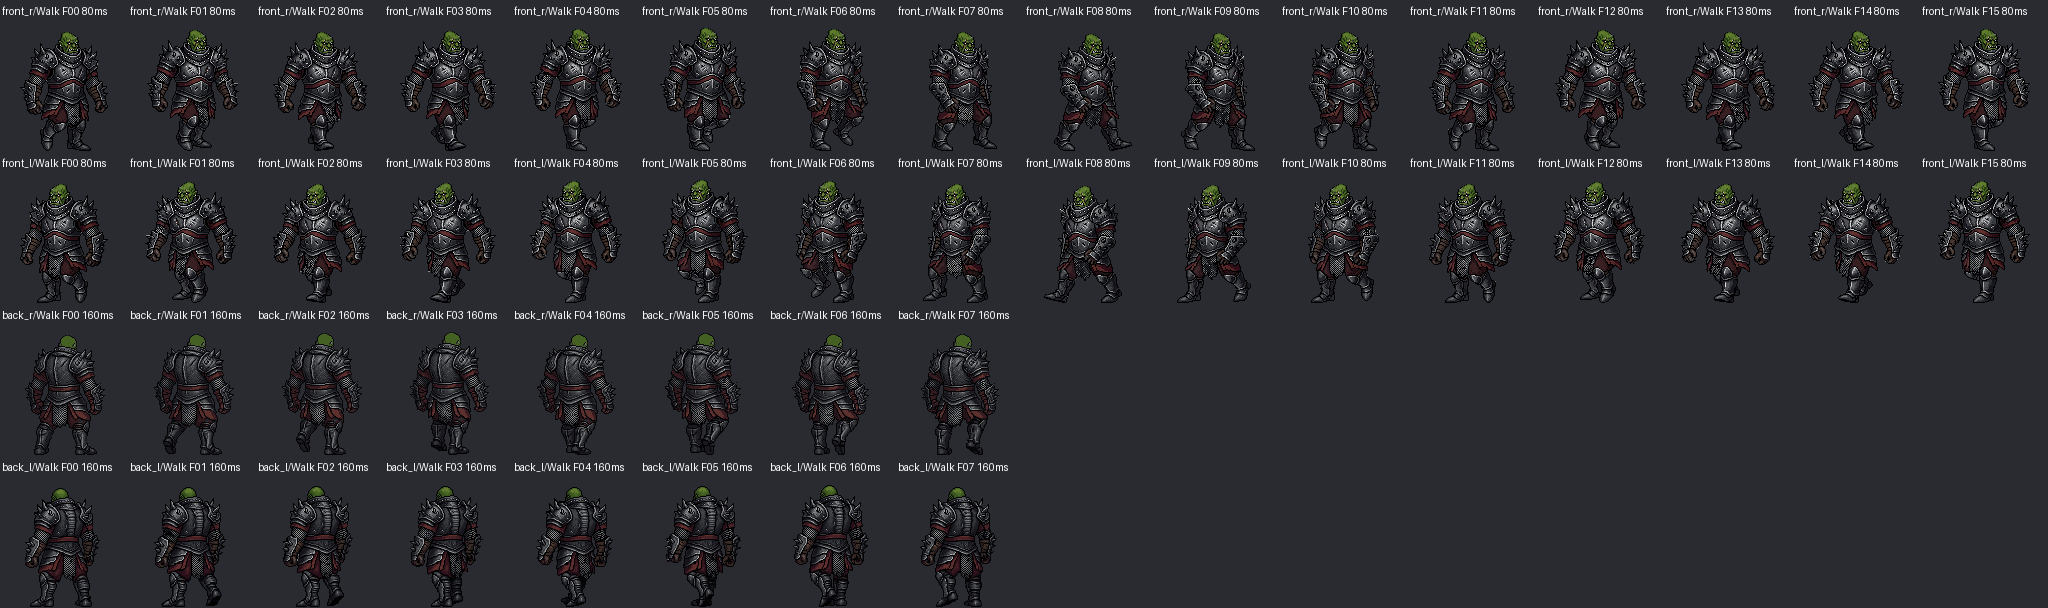 front_r/Walk F00 80ms front_r/Walk F01 80ms front_r/Walk F02 80ms front_r/Walk F03 80ms front_r/Walk F04 80ms front_r/Walk F05 80ms front_r/Walk F06 80ms front_r/Walk F07 80ms front_r/Walk F08 80ms front_r/Walk F09 80ms front_r/Walk F10 80ms front_r/Walk F11 80ms front_r/Walk F12 80ms front_r/Walk F13 80ms front_r/Walk F14 80ms front_r/Walk F15 80ms
front_l/Walk F00 80ms front_l/Walk F01 80ms front_l/Walk F02 80ms front_l/Walk F03 80ms front_l/Walk F04 80ms front_l/Walk F05 80ms front_l/Walk F06 80ms front_l/Walk F07 80ms front_l/Walk F08 80ms front_l/Walk F09 80ms front_l/Walk F10 80ms front_l/Walk F11 80ms front_l/Walk F12 80ms front_l/Walk F13 80ms front_l/Walk F14 80ms front_l/Walk F15 80ms
back_r/Walk F00 160ms back_r/Walk F01 160ms back_r/Walk F02 160ms back_r/Walk F03 160ms back_r/Walk F04 160ms back_r/Walk F05 160ms back_r/Walk F06 160ms back_r/Walk F07 160ms
back_l/Walk F00 160ms back_l/Walk F01 160ms back_l/Walk F02 160ms back_l/Walk F03 160ms back_l/Walk F04 160ms back_l/Walk F05 160ms back_l/Walk F06 160ms back_l/Walk F07 160ms